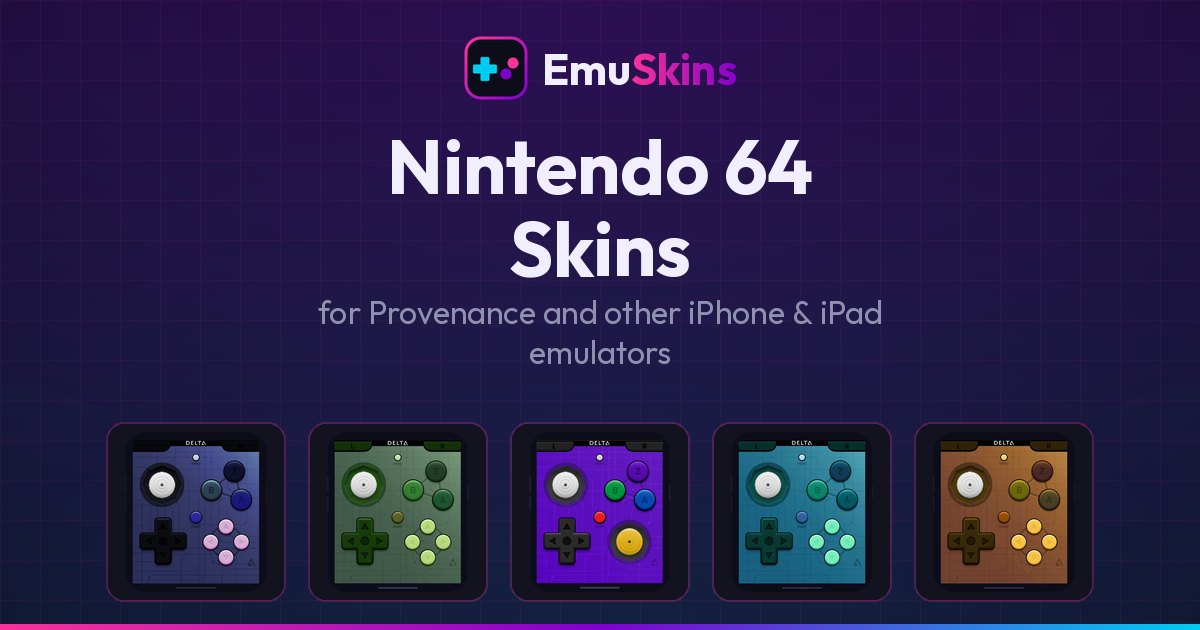 EmuSkins
Nintendo 64
Skins
for Provenance and other iPhone & iPad
emulators
DELTA DELTA DELTA DELTA DELTA
L R L R L R L R
Z Z Z Z Z
B A B A B A B A B A